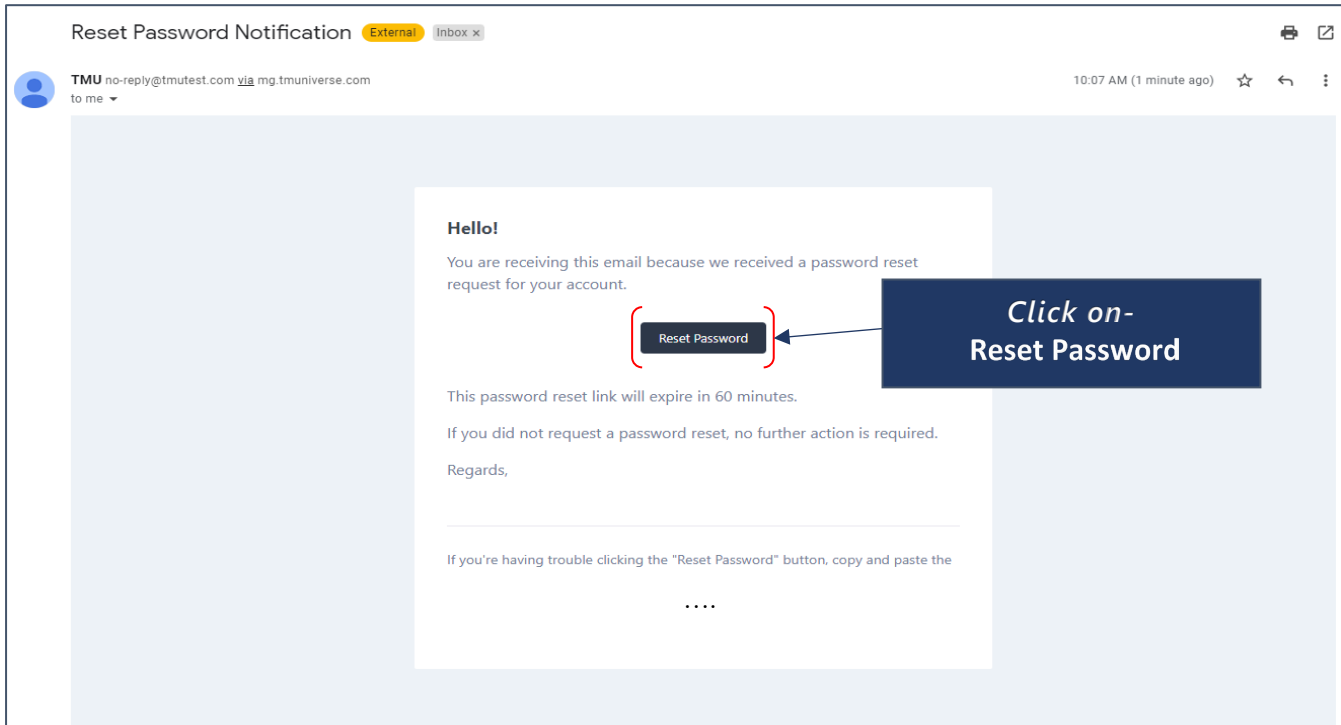 Reset Password Notification External Inbox x
TMU no-reply@tmutest.com via mg.tmuniverse.com 10:07 AM (1 minute ago)
to me
Hello!
You are receiving this email because we received a password reset
request for your account.
Click on-
Reset Password
Reset Password
This password reset link will expire in 60 minutes.
If you did not request a password reset, no further action is required.
Regards,
If you're having trouble clicking the "Reset Password" button, copy and paste the
....